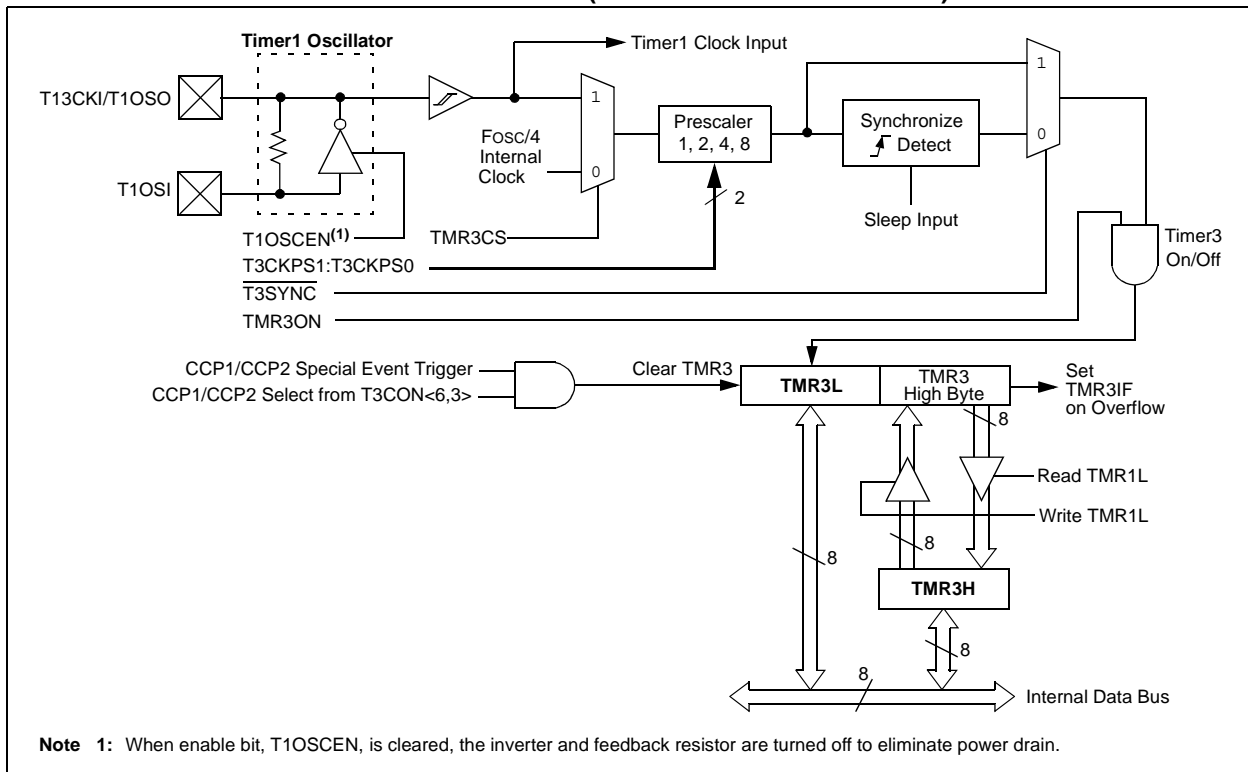 Timer1 Oscillator
Timer1 Clock Input
T13CKI/T1OSO
1
FOSC/4
Internal
Clock
0
Prescaler
1, 2, 4, 8
Synchronize
Detect
1
0
T1OSI
2
Sleep Input
T1OSCEN(1)
TMR3CS
T3CKPS1:T3CKPS0
T3SYNC
TMR3ON
Timer3
On/Off
CCP1/CCP2 Special Event Trigger
CCP1/CCP2 Select from T3CON<6,3>
Clear TMR3
TMR3L
TMR3
High Byte
Set
TMR3IF
on Overflow
8
Read TMR1L
Write TMR1L
8
8
TMR3H
8
8
Internal Data Bus
Note 1: When enable bit, T1OSCEN, is cleared, the inverter and feedback resistor are turned off to eliminate power drain.